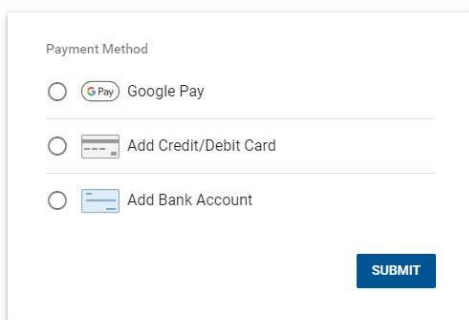 Payment Method
G Pay Google Pay
Add Credit/Debit Card
Add Bank Account
SUBMIT